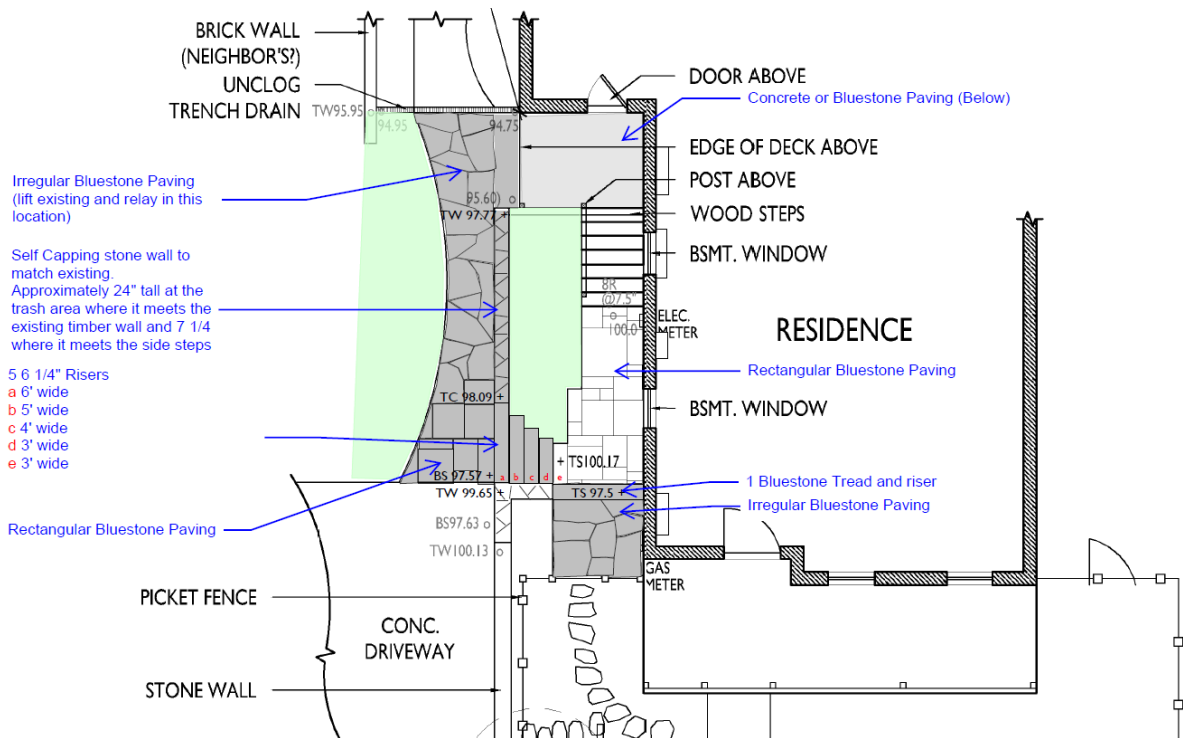 BRICK WALL
(NEIGHBOR'S?)
UNCLOG
TRENCH DRAIN
TW95.95
94.95
94.75
DOOR ABOVE
Concrete or Bluestone Paving (Below)
EDGE OF DECK ABOVE
POST ABOVE
WOOD STEPS
BSMT. WINDOW
Irregular Bluestone Paving
(lift existing and relay in this
location)
95.60)
TW 97.77
Self Capping stone wall to
match existing.
Approximately 24" tall at the
trash area where it meets the
existing timber wall and 7 1/4
where it meets the side steps
8R
@7.5"
100.0
ELEC.
METER
RESIDENCE
5 6 1/4" Risers
a 6' wide
b 5' wide
c 4' wide
d 3' wide
e 3' wide
Rectangular Bluestone Paving
TC 98.09
BSMT. WINDOW
TS100.17
BS 97.57
a b c d e
TW 99.65
TS 97.5
1 Bluestone Tread and riser
Irregular Bluestone Paving
Rectangular Bluestone Paving
BS97.63
TW100.13
GAS
METER
PICKET FENCE
CONC.
DRIVEWAY
STONE WALL